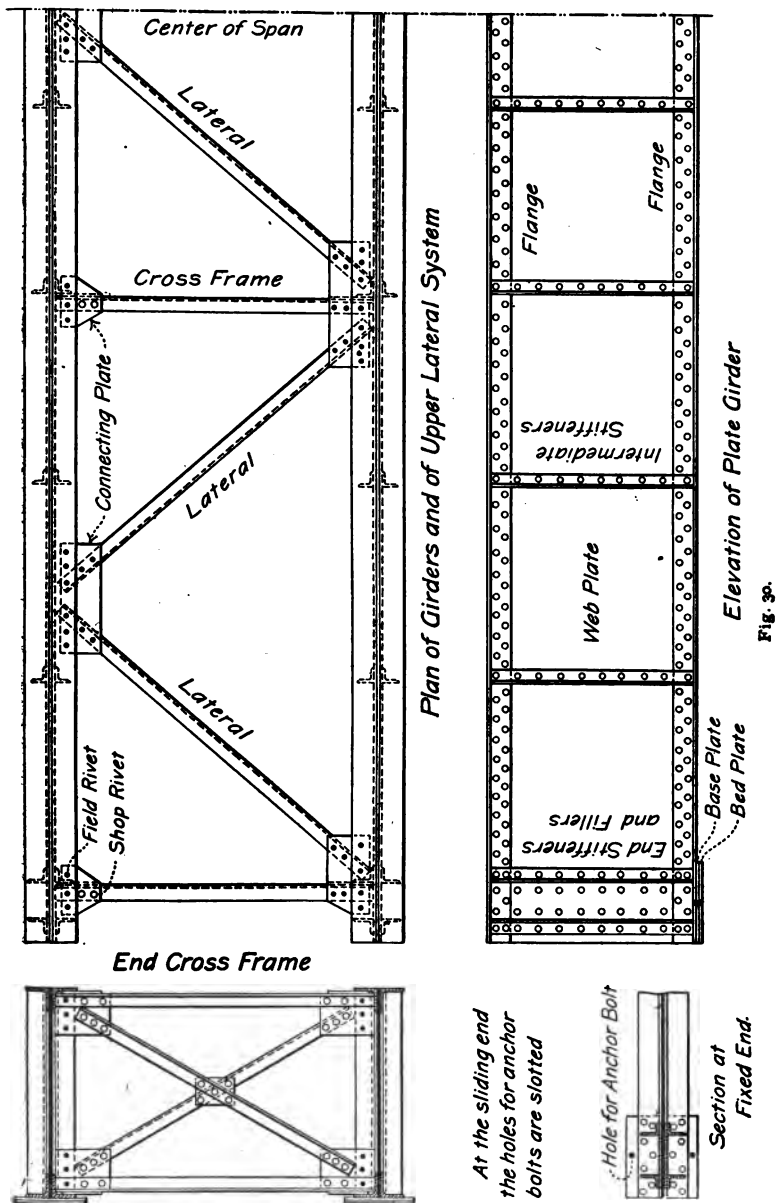 Center of Span
Lateral
Cross Frame
Connecting Plate
Lateral
Lateral
Field Rivet
Shop Rivet
Plan of Girders and of Upper Lateral System
Flange
Flange
Intermediate
Stiffeners
Web Plate
End Stiffeners
and Fillers
Base Plate
Bed Plate
Elevation of Plate Girder
Fig. 30.
End Cross Frame
At the sliding end
the holes for anchor
bolts are slotted
Hole for Anchor Bolt
Section at
Fixed End.